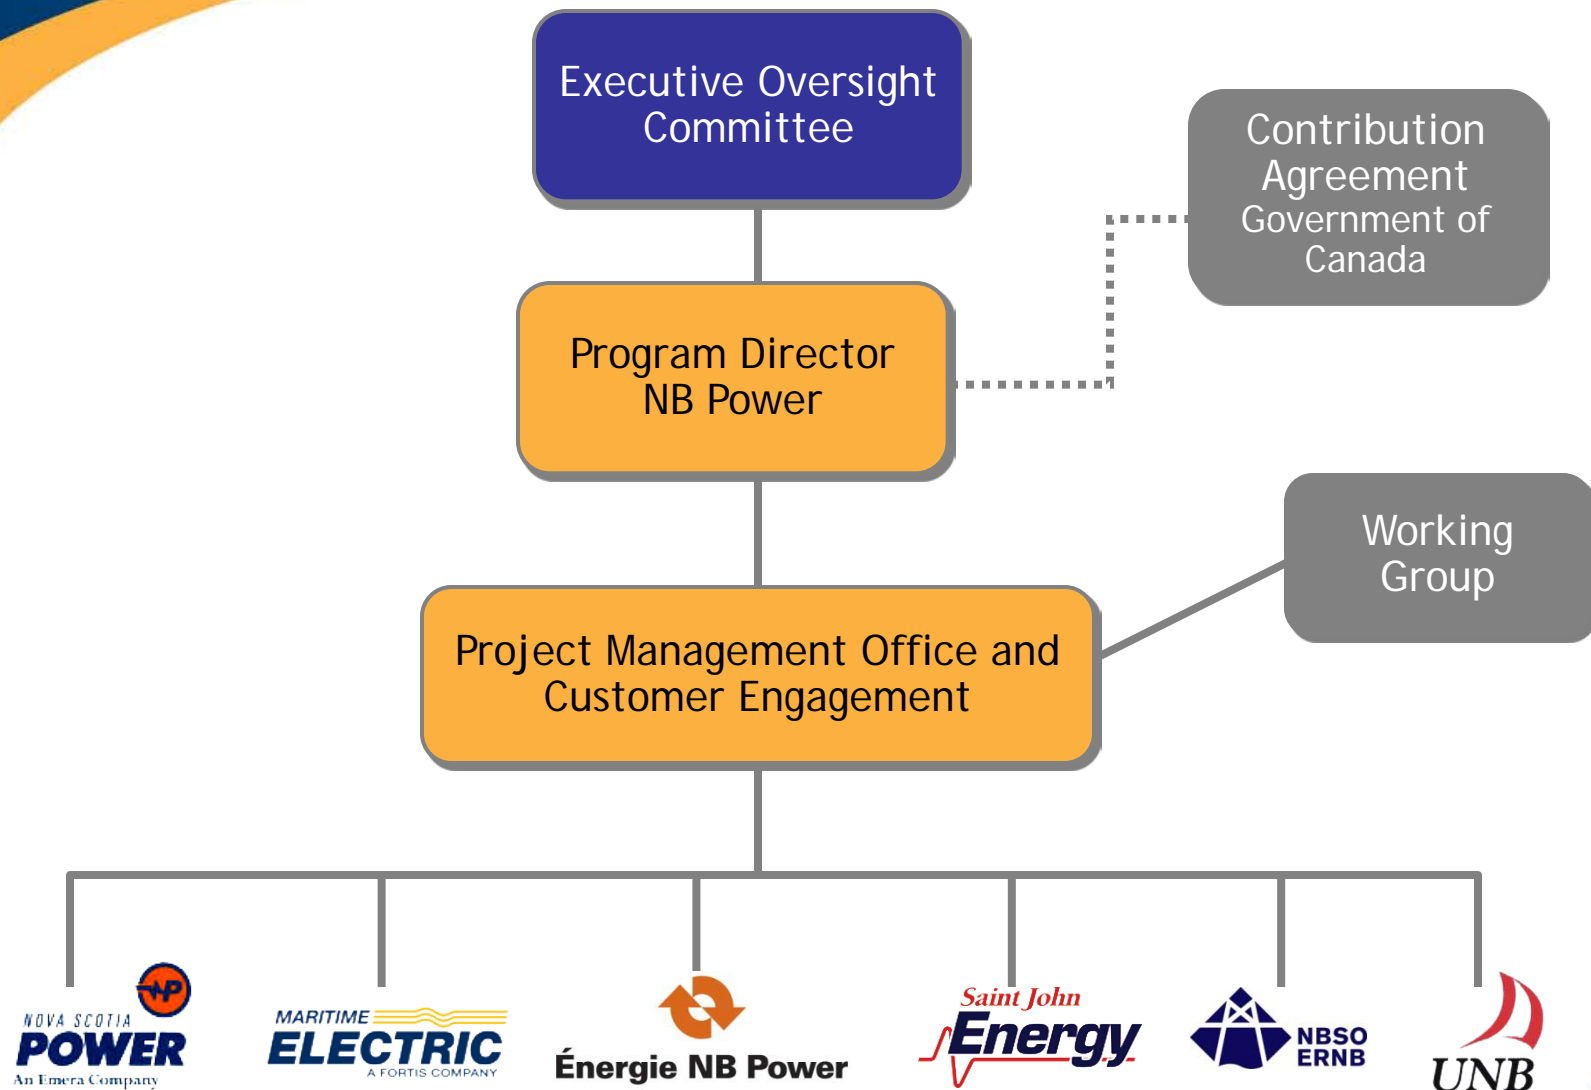 Executive Oversight
Committee
Contribution
Agreement
Government of
Canada
Program Director
NB Power
Working
Group
Project Management Office and
Customer Engagement
NOVA SCOTIA
POWER
An Emera Company
MARITIME
ELECTRIC
A FORTIS COMPANY
Énergie NB Power
Saint John
Energy
NBSO
ERNB
UNB